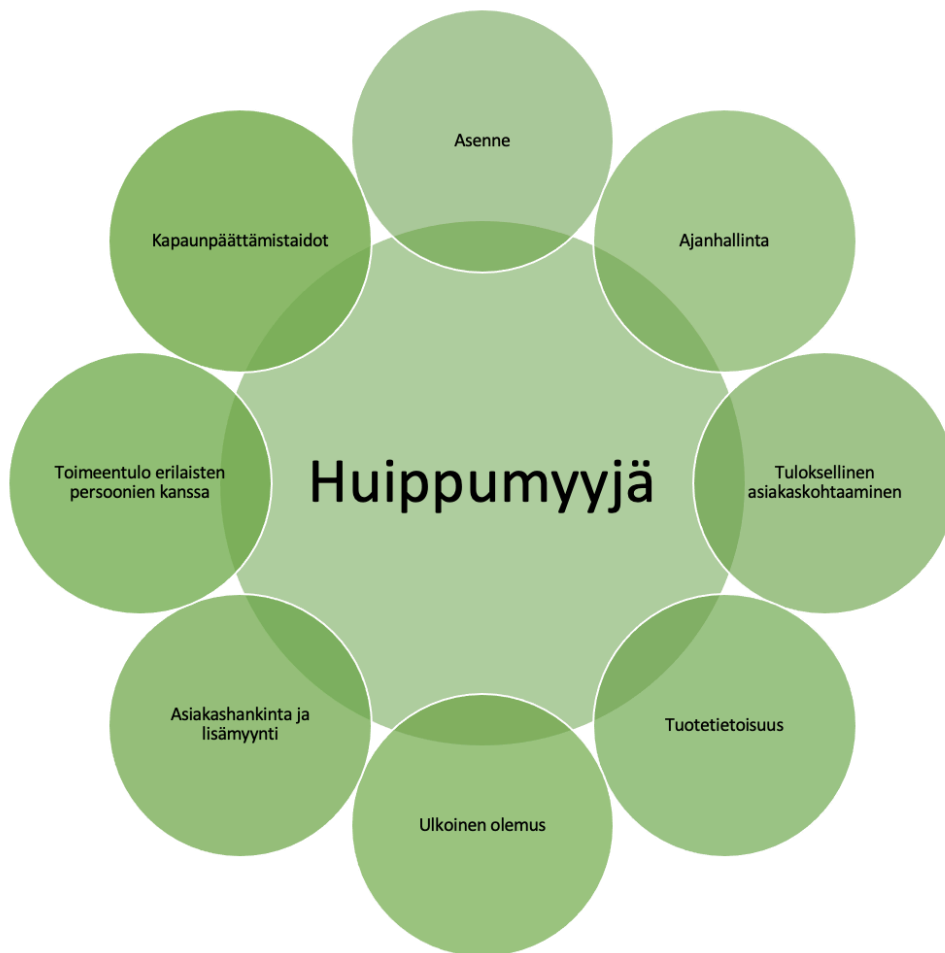 Asenne
Ajanhallinta
Tuloksellinen
asiakaskohtaaminen
Tuotetietoisuus
Ulkoinen olemus
Asiakashankinta ja
lisämyynti
Toimeentulo erilaisten
persoonien kanssa
Kapaunpäättämistaidot
Huippumyyjä